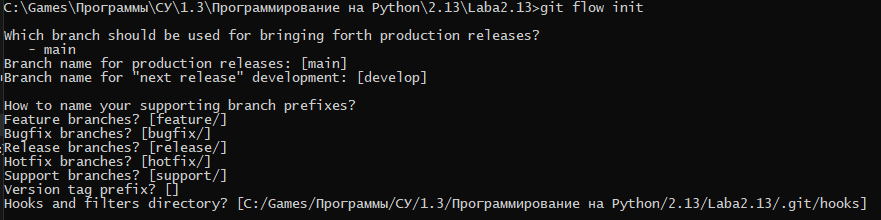 C:\Games\Программы\СУ\1.3\Программирование на Python\2.13\Laba2.13>git flow init
Which branch should be used for bringing forth production releases?
- main
Branch name for production releases: [main]
Branch name for "next release" development: [develop]
How to name your supporting branch prefixes?
Feature branches? [feature/]
Bugfix branches? [bugfix/]
Release branches? [release/]
Hotfix branches? [hotfix/]
Support branches? [support/]
Version tag prefix? []
Hooks and filters directory? [C:/Games/Программы/СУ/1.3/Программирование на Python/2.13/Laba2.13/.git/hooks]